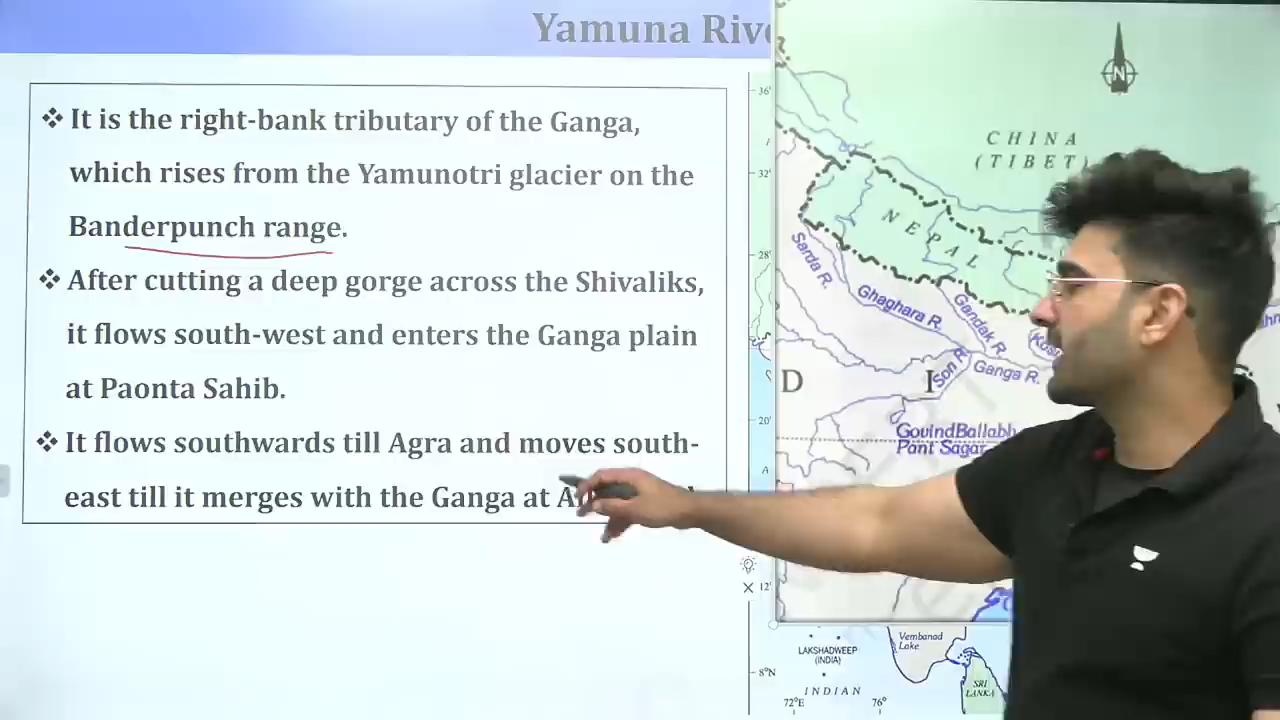 Yamuna
❖ It is the right-bank tributary of the Ganga,
which rises from the Yamunotri glacier on the
Banderpunch range.
❖ After cutting a deep gorge across the Shivaliks,
it flows south-west and enters the Ganga plain
at Paonta Sahib.
❖ It flows southwards till Agra and moves south-
east till it merges with the Ganga at
36°
32°
28°
20°
12°
8°N
72°E
76°
N
CHINA
(TIBET)
NEPAL
Sarda R.
Ghaghara R.
Gandak R.
Son R.
Ganga R.
D
I
GovindBallabh
Pant Sagar
LAKSHADWEEP
(INDIA)
Vembanad
Lake
INDIAN
SRI
LANKA